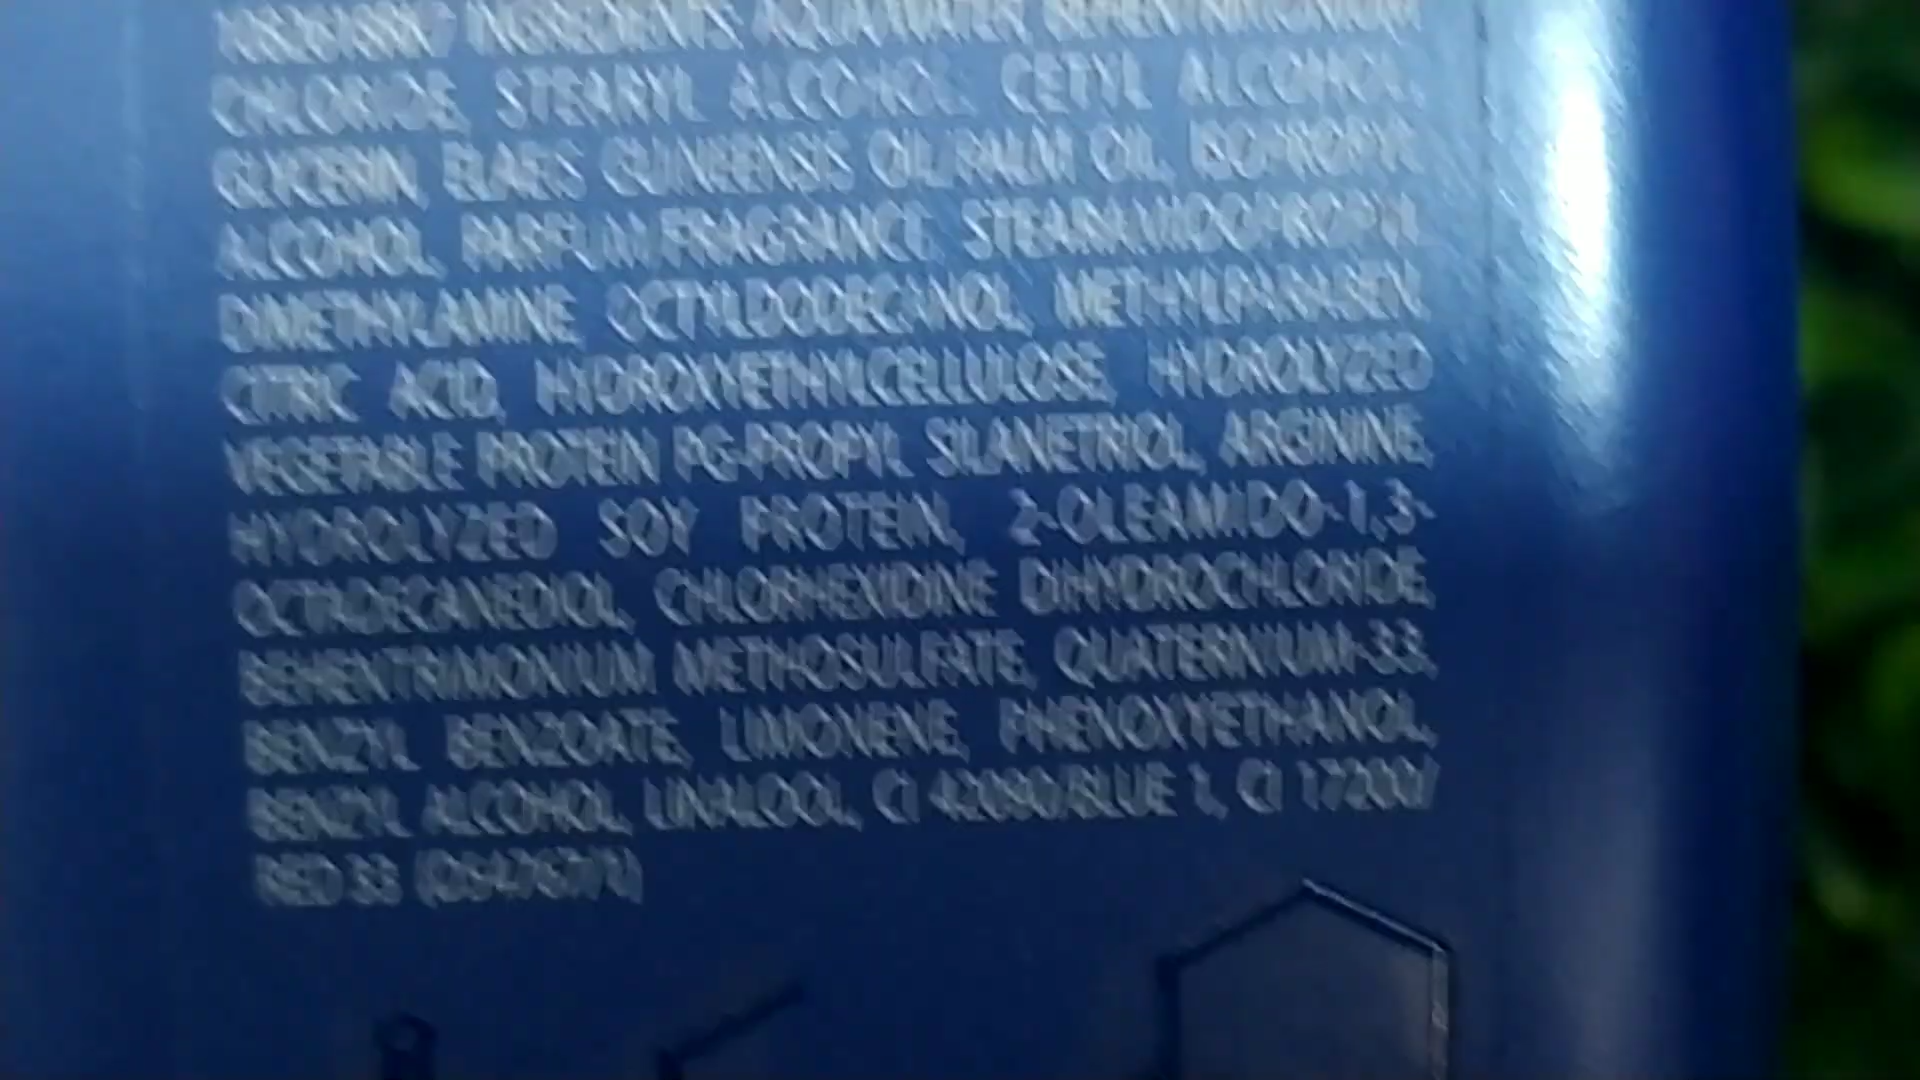 INGREDIENTS AQUA/WATER BEHENTRIMONIUM
CHLORIDE, STEARYL ALCOHOL, CETYL ALCOHOL,
GLYCERIN, ELAEIS GUINEENSIS OIL/PALM OIL, ISOPROPYL
ALCOHOL, PARFUM/FRAGRANCE STEARAMIDOPROPYL
DIMETHYLAMINE OCTYLDODECANOL, METHYLPARABEN,
CITRIC ACID, HYDROXYETHYLCELLULOSE, HYDROLYZED
VEGETABLE PROTEIN PG-PROPYL SILANETRIOL, ARGININE,
HYDROLYZED SOY PROTEIN, 2-OLEAMIDO-1,3-
OCTADECANEDIOL, CHLORHEXIDINE DIHYDROCHLORIDE,
BEHENTRIMONIUM METHOSULFATE, QUATERNIUM-33,
BENZYL BENZOATE, LIMONENE, PHENOXYETHANOL,
BENZYL ALCOHOL, LINALOOL, CI 42090/BLUE 1, CI 17200/
RED 33